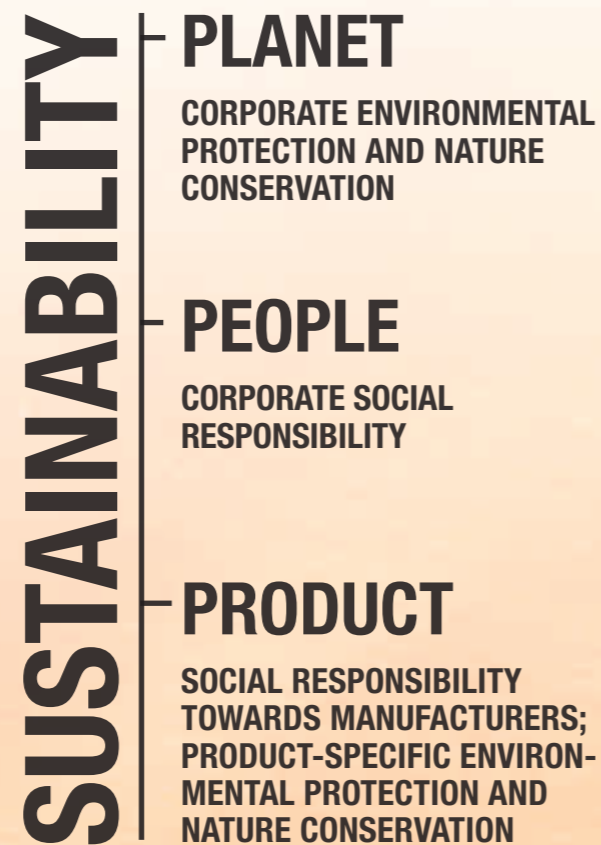 SUSTAINABILITY
PLANET
CORPORATE ENVIRONMENTAL
PROTECTION AND NATURE
CONSERVATION
PEOPLE
CORPORATE SOCIAL
RESPONSIBILITY
PRODUCT
SOCIAL RESPONSIBILITY
TOWARDS MANUFACTURERS;
PRODUCT-SPECIFIC ENVIRON-
MENTAL PROTECTION AND
NATURE CONSERVATION